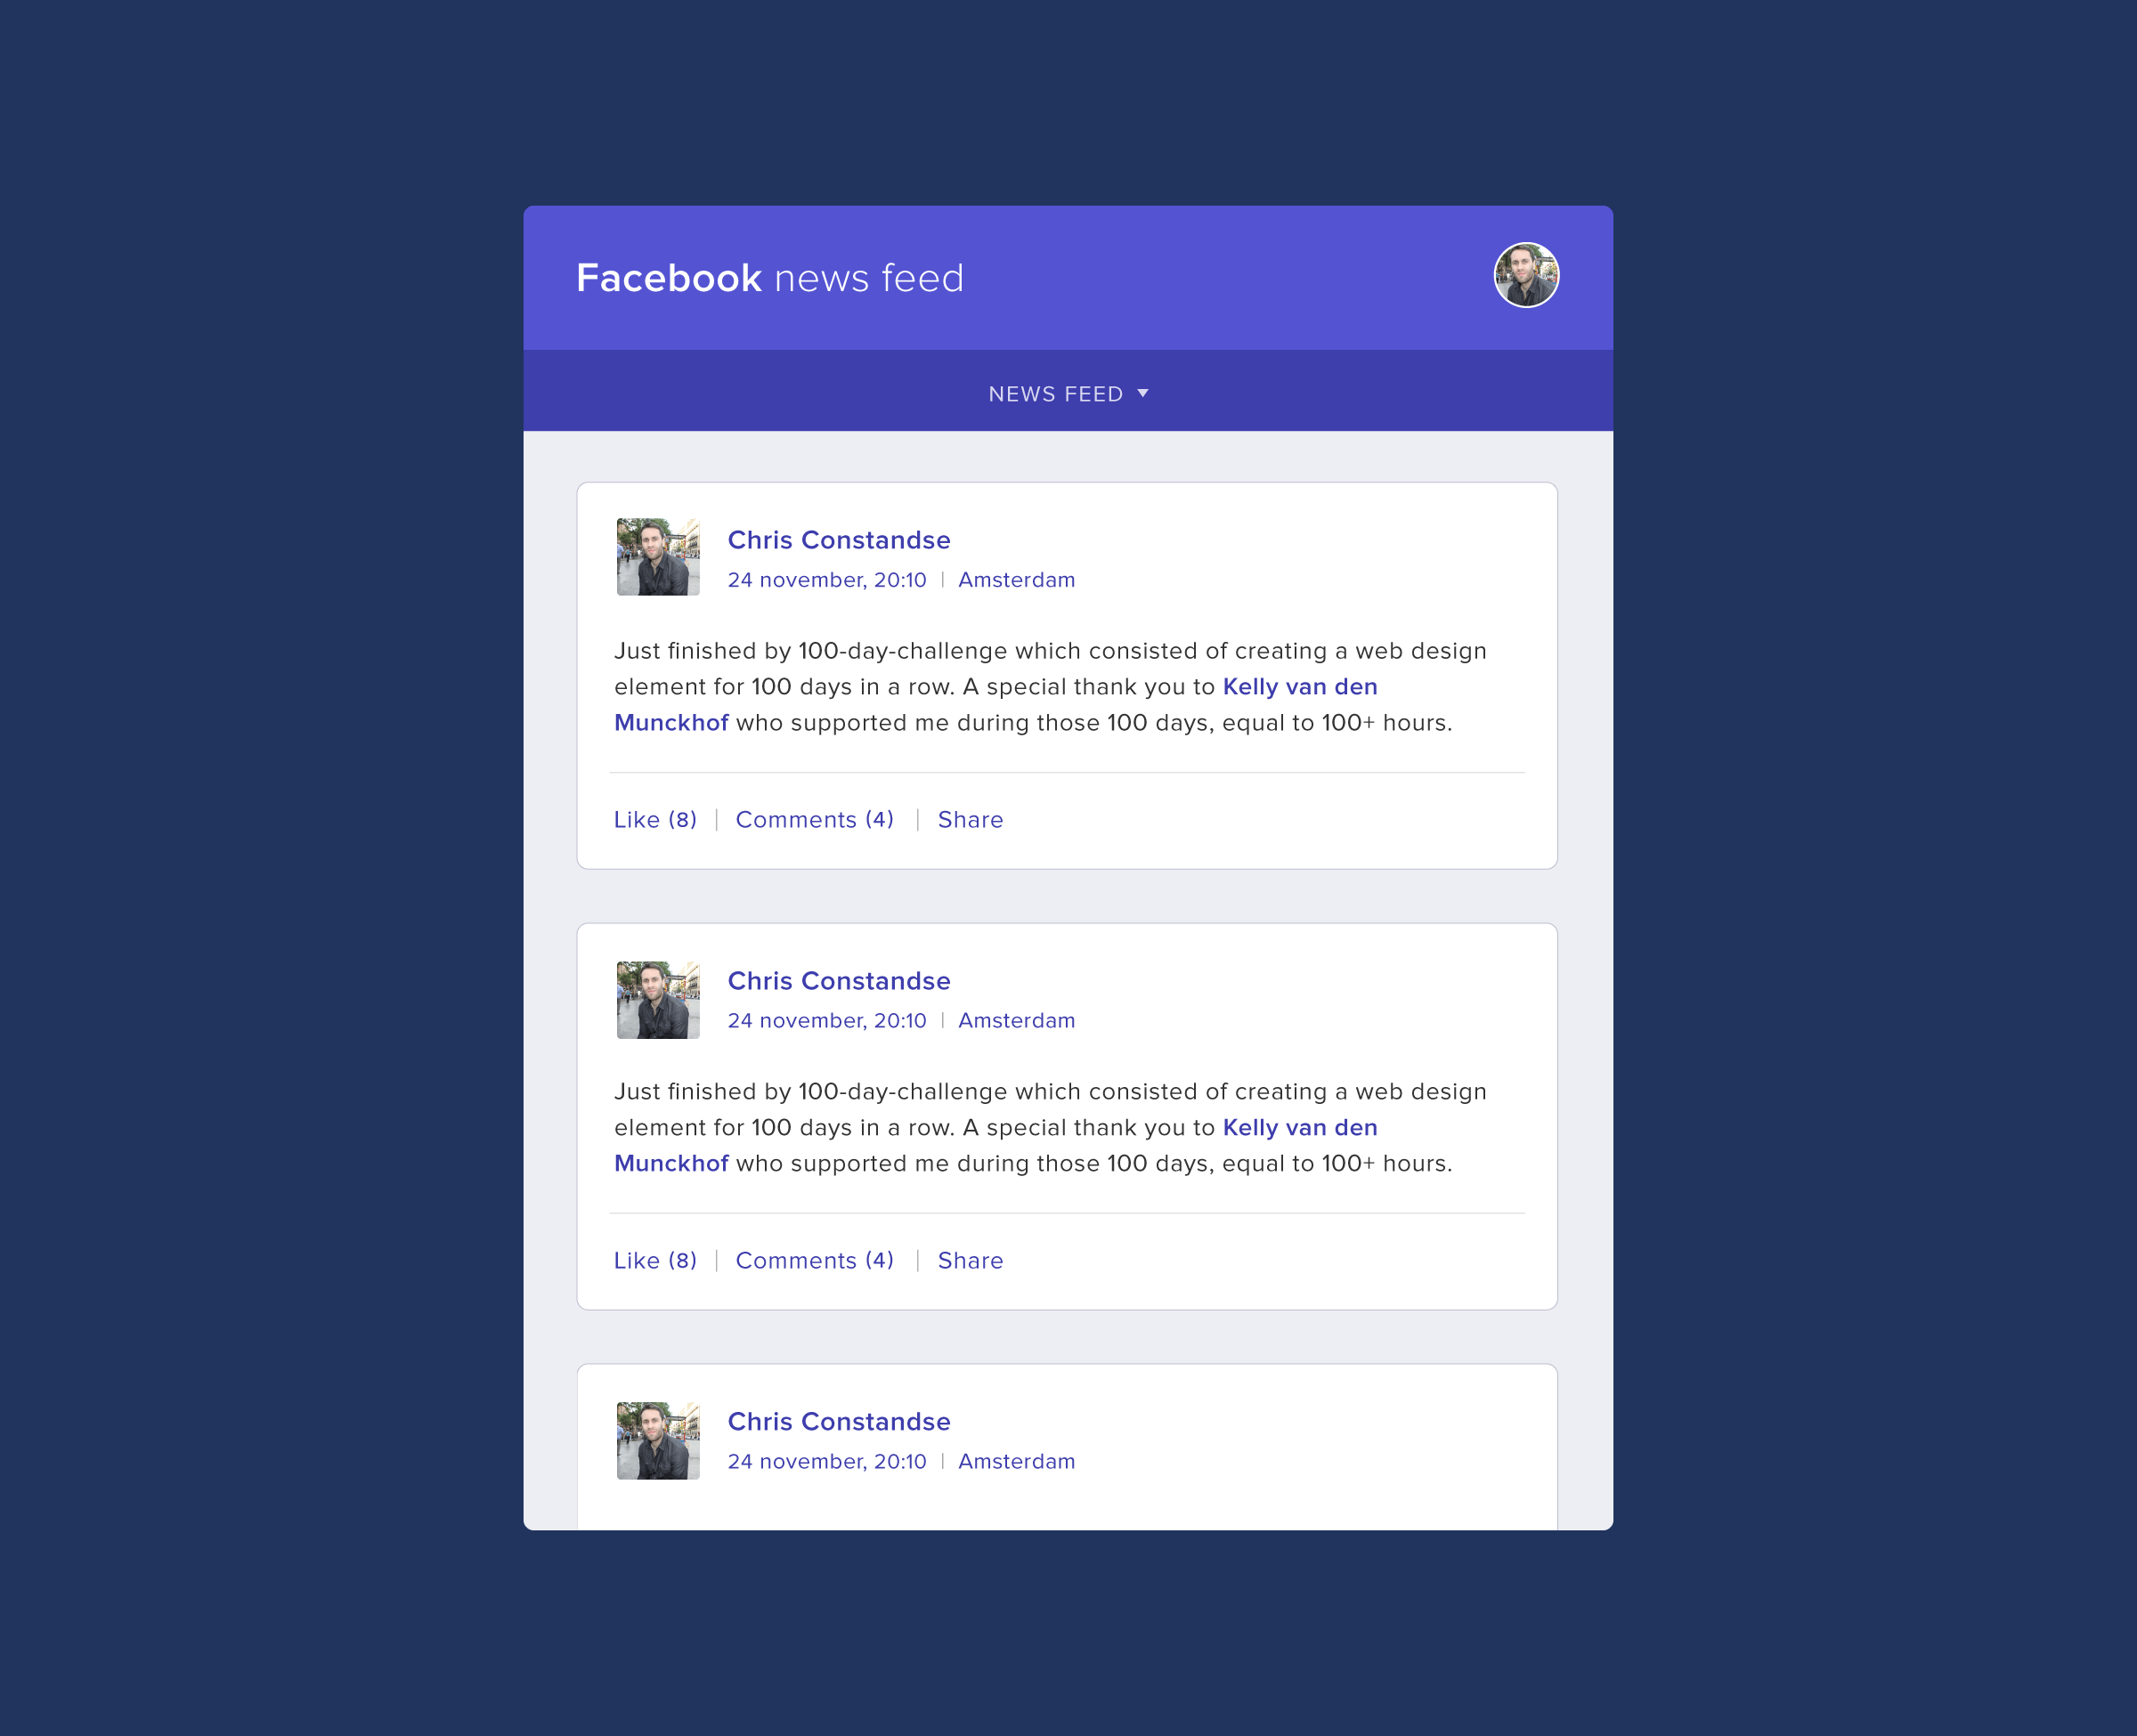 Facebook news feed
NEWS FEED
Chris Constandse
24 november, 20:10 | Amsterdam
Just finished by 100-day-challenge which consisted of creating a web design
element for 100 days in a row. A special thank you to Kelly van den
Munckhof who supported me during those 100 days, equal to 100+ hours.
Like (8) | Comments (4) | Share
Chris Constandse
24 november, 20:10 | Amsterdam
Just finished by 100-day-challenge which consisted of creating a web design
element for 100 days in a row. A special thank you to Kelly van den
Munckhof who supported me during those 100 days, equal to 100+ hours.
Like (8) | Comments (4) | Share
Chris Constandse
24 november, 20:10 | Amsterdam